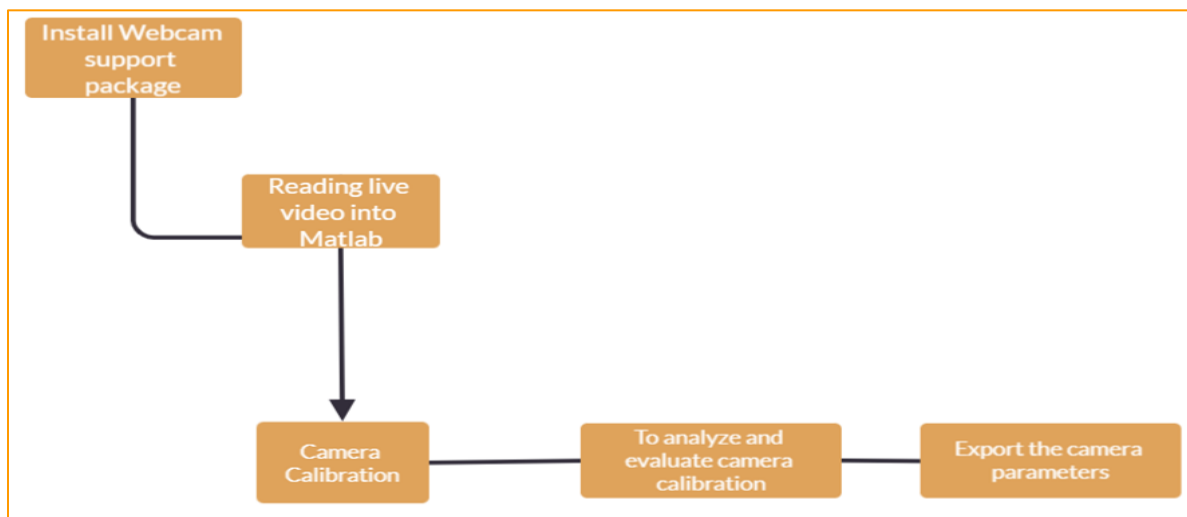 Install Webcam
support
package
Reading live
video into
Matlab
Camera
Calibration
To analyze and
evaluate camera
calibration
Export the camera
parameters